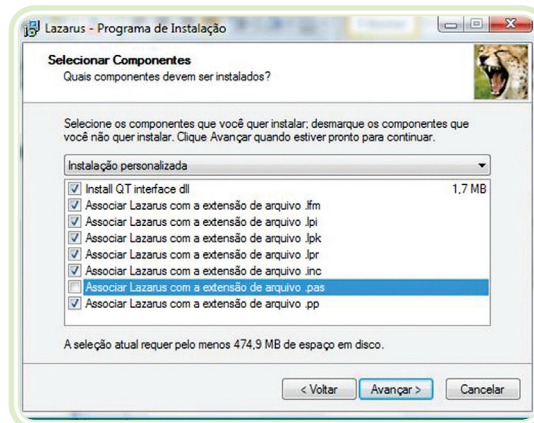 Lazarus - Programa de Instalação
Selecionar Componentes
Quais componentes devem ser instalados?
Selecione os componentes que você quer instalar; desmarque os componentes que
você não quer instalar. Clique Avançar quando estiver pronto para continuar.
Instalação personalizada
Install QT interface dll 1,7 MB
Associar Lazarus com a extensão de arquivo .lfm
Associar Lazarus com a extensão de arquivo .lpi
Associar Lazarus com a extensão de arquivo .lpk
Associar Lazarus com a extensão de arquivo .lpr
Associar Lazarus com a extensão de arquivo .inc
Associar Lazarus com a extensão de arquivo .pas
Associar Lazarus com a extensão de arquivo .pp
A seleção atual requer pelo menos 474,9 MB de espaço em disco.
< Voltar Avançar > Cancelar